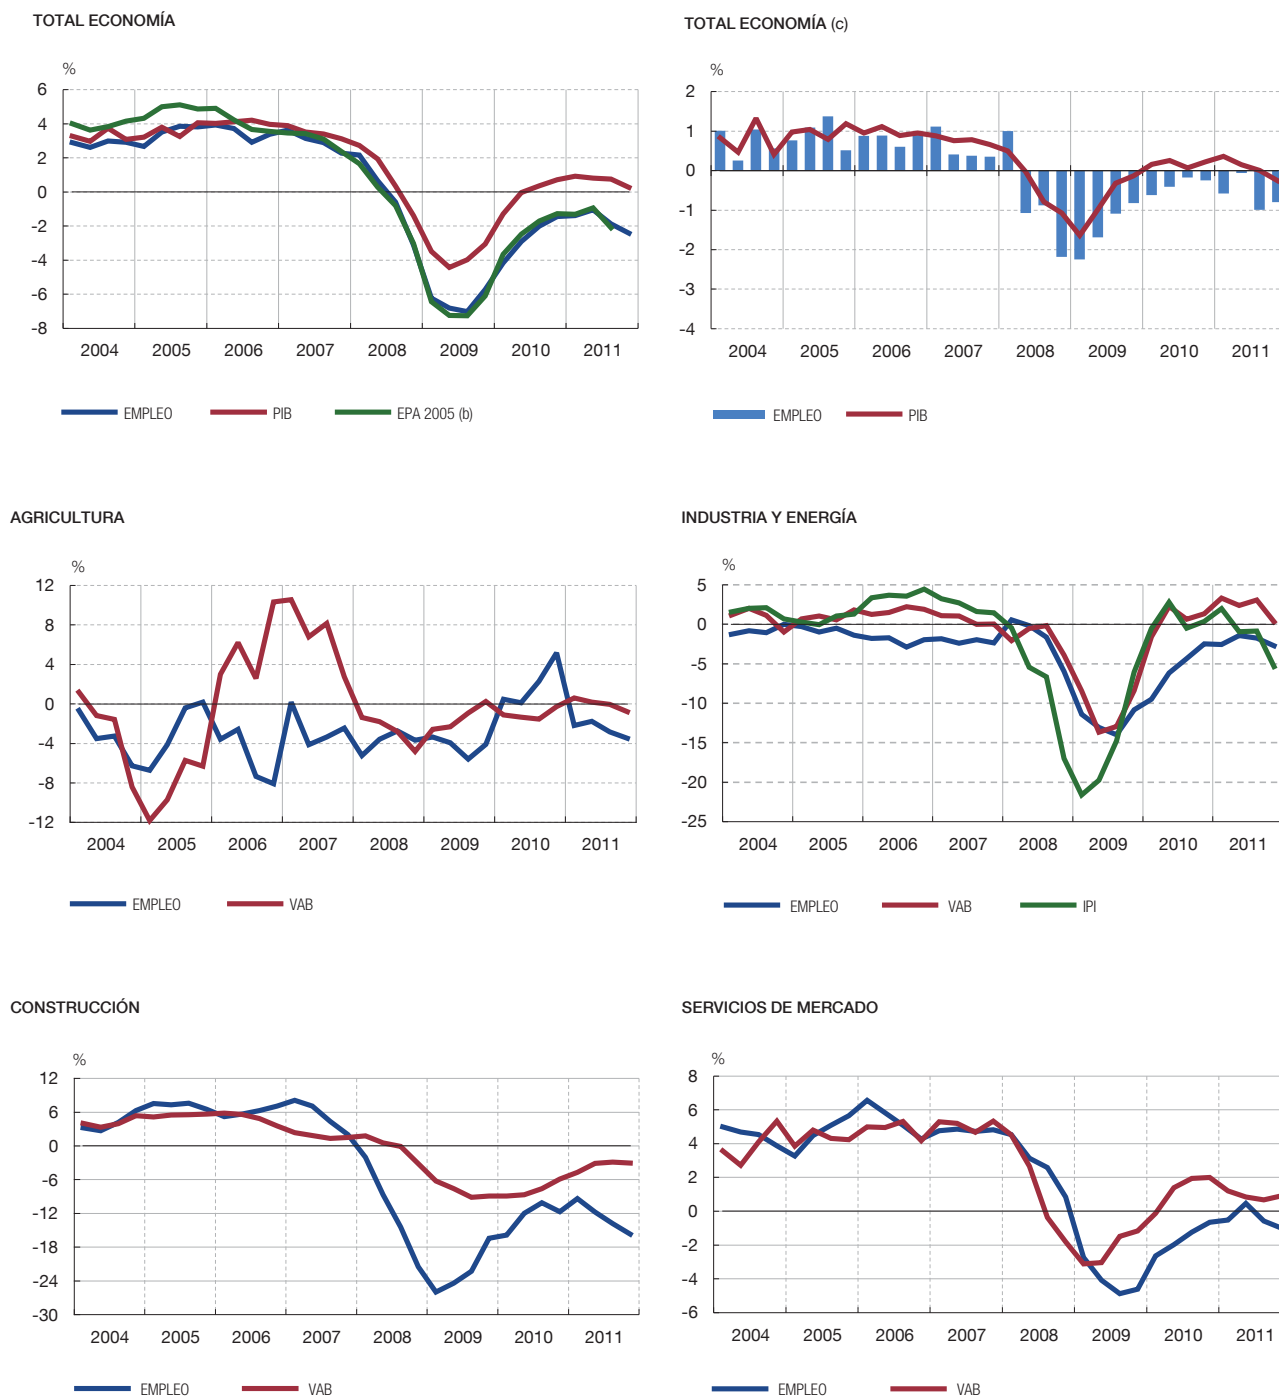 TOTAL ECONOMÍA
%
6
4
2
0
-2
-4
-6
-8
2004 2005 2006 2007 2008 2009 2010 2011
EMPLEO PIB EPA 2005 (b)
TOTAL ECONOMÍA (c)
%
2
1
0
-1
-2
-3
-4
2004 2005 2006 2007 2008 2009 2010 2011
EMPLEO PIB
AGRICULTURA
%
12
8
4
0
-4
-8
-12
2004 2005 2006 2007 2008 2009 2010 2011
EMPLEO VAB
INDUSTRIA Y ENERGÍA
%
5
0
-5
-10
-15
-20
-25
2004 2005 2006 2007 2008 2009 2010 2011
EMPLEO VAB IPI
CONSTRUCCIÓN
%
12
6
0
-6
-12
-18
-24
-30
2004 2005 2006 2007 2008 2009 2010 2011
EMPLEO VAB
SERVICIOS DE MERCADO
%
8
6
4
2
0
-2
-4
-6
2004 2005 2006 2007 2008 2009 2010 2011
EMPLEO VAB